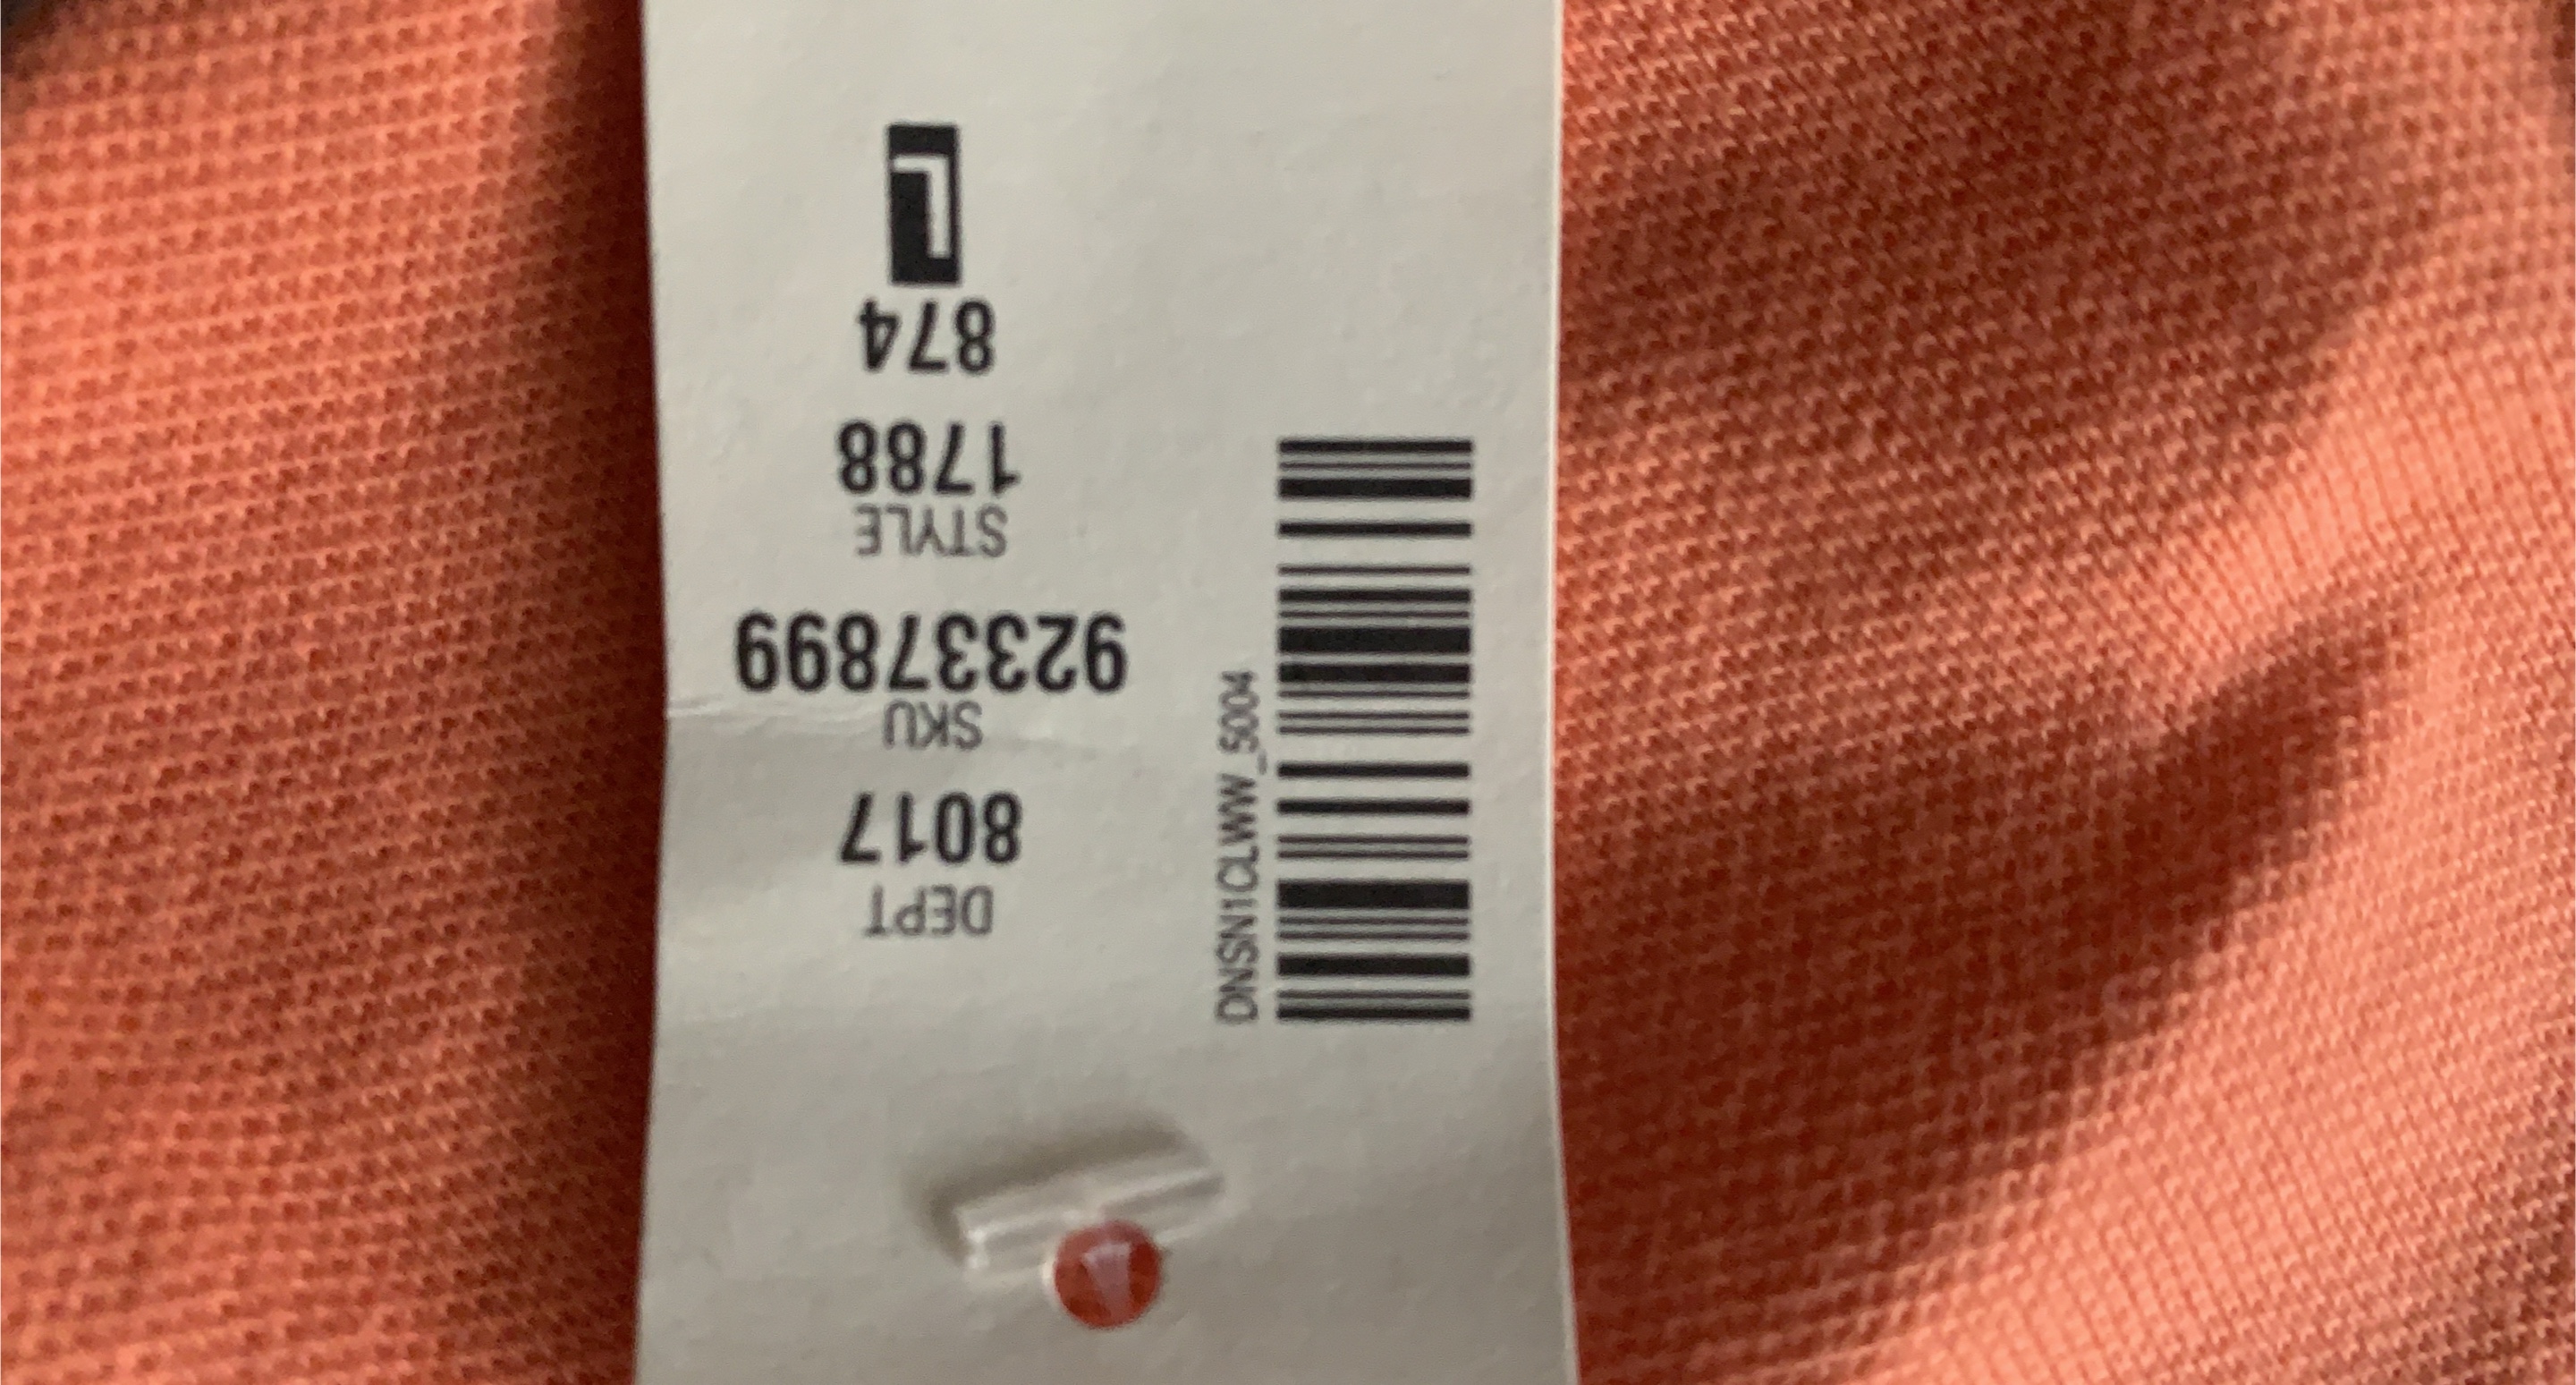 DEPT
8017
SKU
92337899
STYLE
1788
874
L
DNSN1CLWW_5004